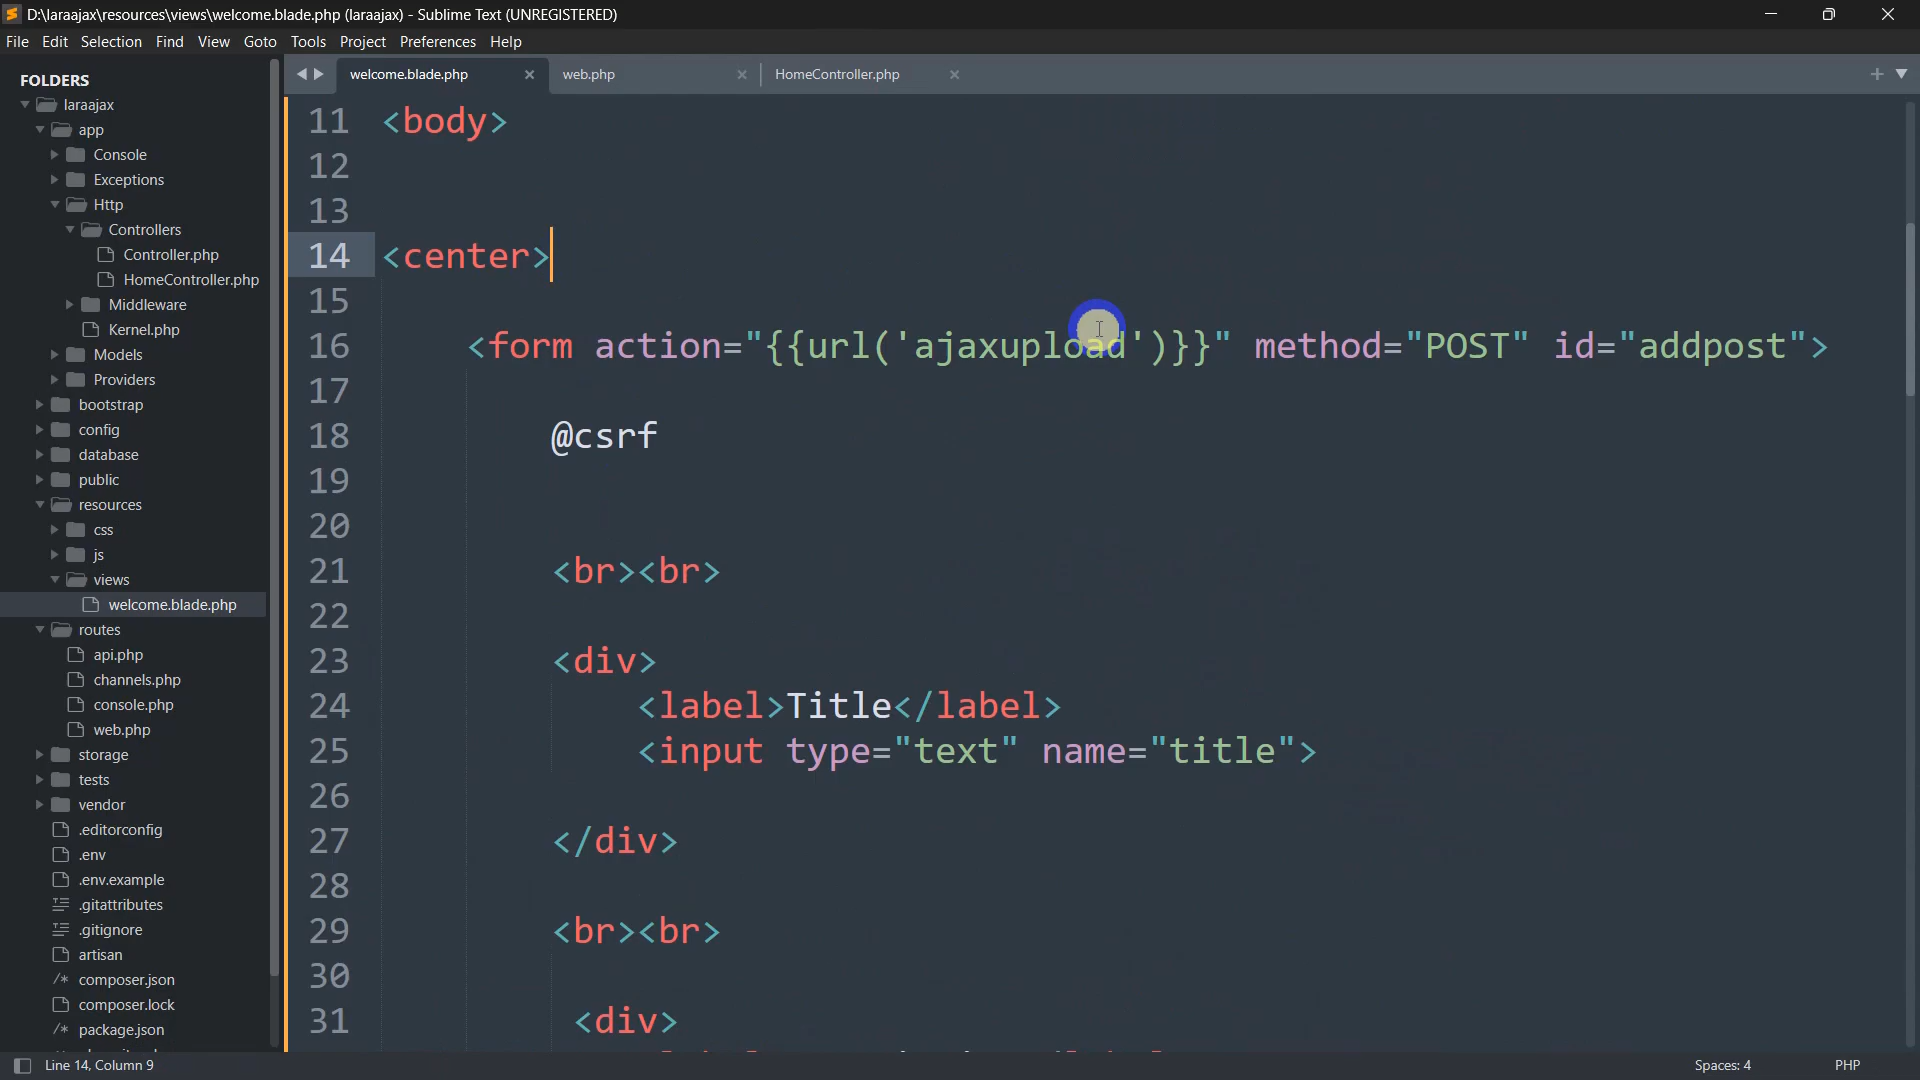 D:\laraajax\resources\views\welcome.blade.php (laraajax) - Sublime Text (UNREGISTERED)
File Edit Selection Find View Goto Tools Project Preferences Help
FOLDERS
laraajax
app
Console
Exceptions
Http
Controllers
Controller.php
HomeController.php
Middleware
Kernel.php
Models
Providers
bootstrap
config
database
public
resources
css
js
views
welcome.blade.php
routes
api.php
channels.php
console.php
web.php
storage
tests
vendor
.editorconfig
.env
.env.example
.gitattributes
.gitignore
artisan
/* composer.json
composer.lock
/* package.json
welcome.blade.php web.php HomeController.php
11 <body>
12
13
14 <center>
15
16 <form action="{{url('ajaxupload')}}" method="POST" id="addpost">
17
18 @csrf
19
20
21 <br><br>
22
23 <div>
24 <label>Title</label>
25 <input type="text" name="title">
26
27 </div>
28
29 <br><br>
30
31 <div>
Line 14, Column 9 Spaces: 4 PHP